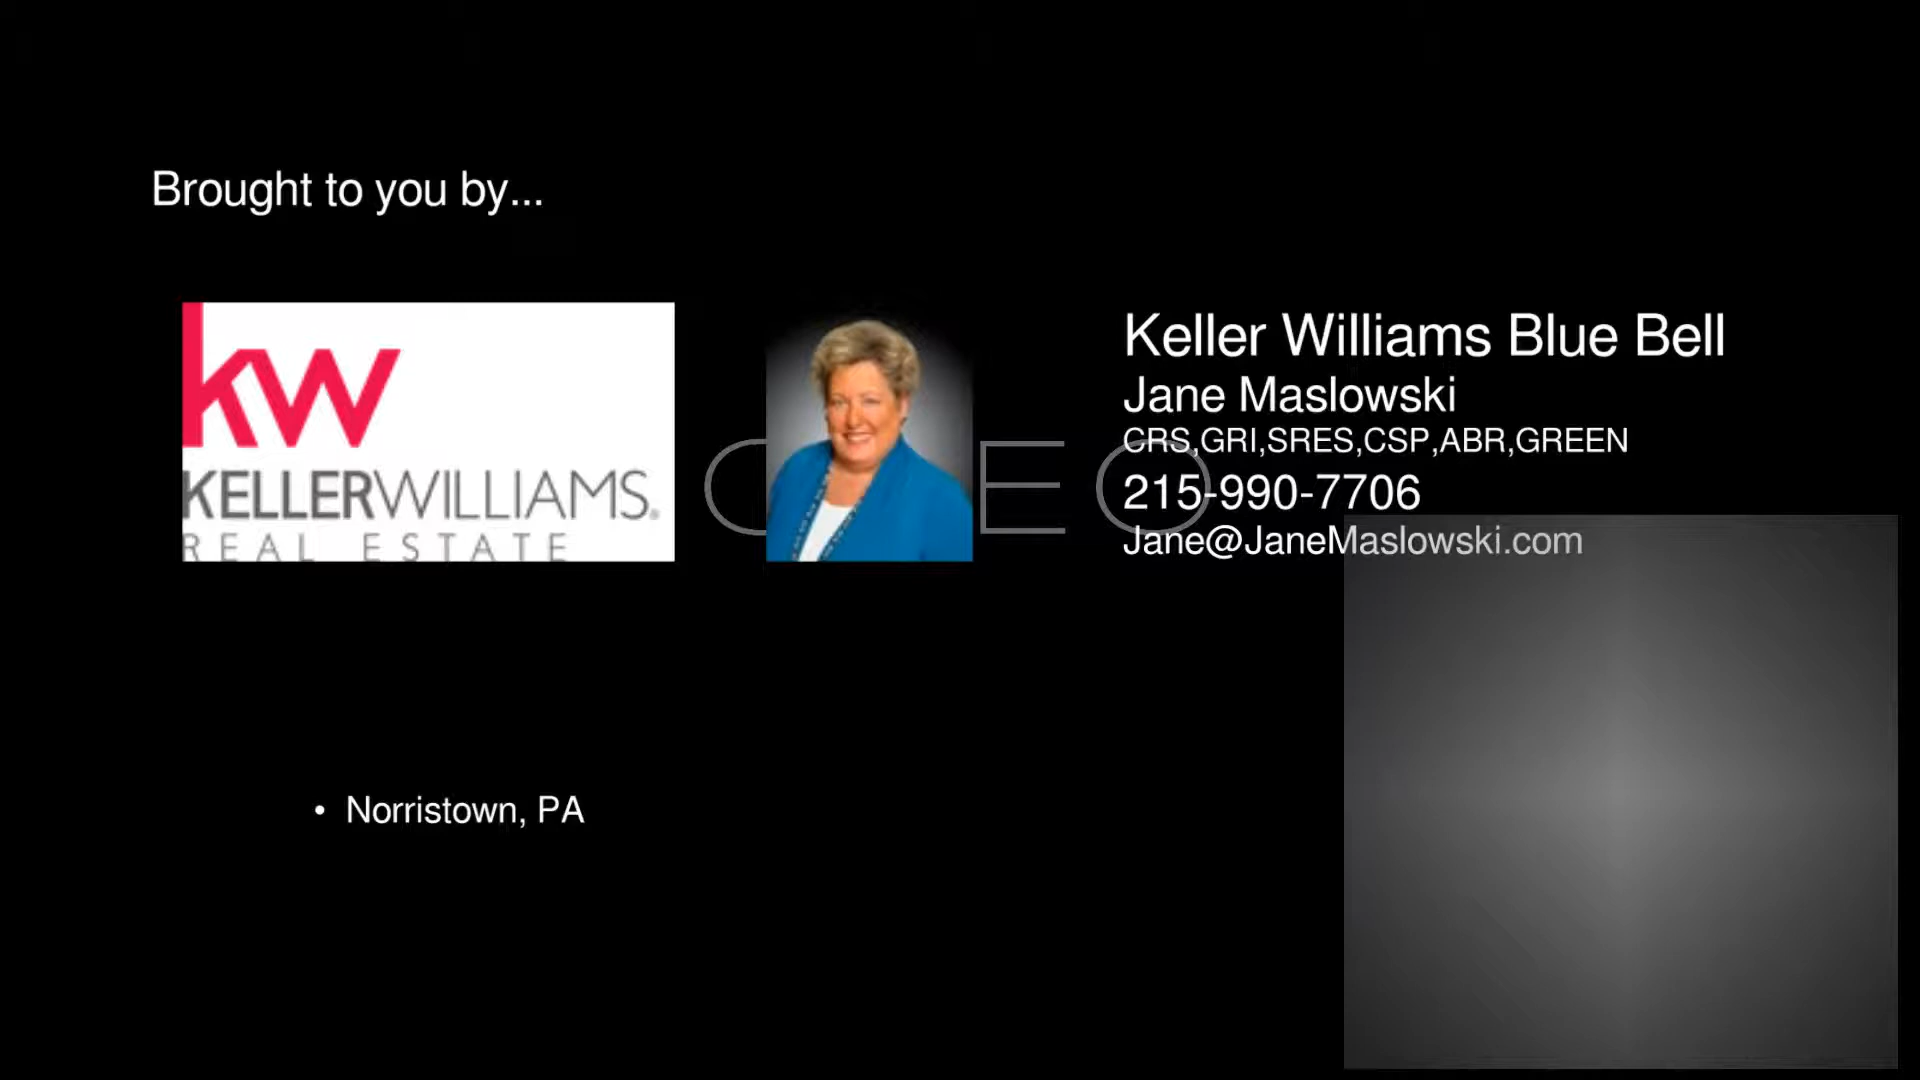 Brought to you by...
kw
KELLERWILLIAMS.
REAL ESTATE
Keller Williams Blue Bell
Jane Maslowski
CRS,GRI,SRES,CSP,ABR,GREEN
215-990-7706
Jane@JaneMaslowski.com
• Norristown, PA